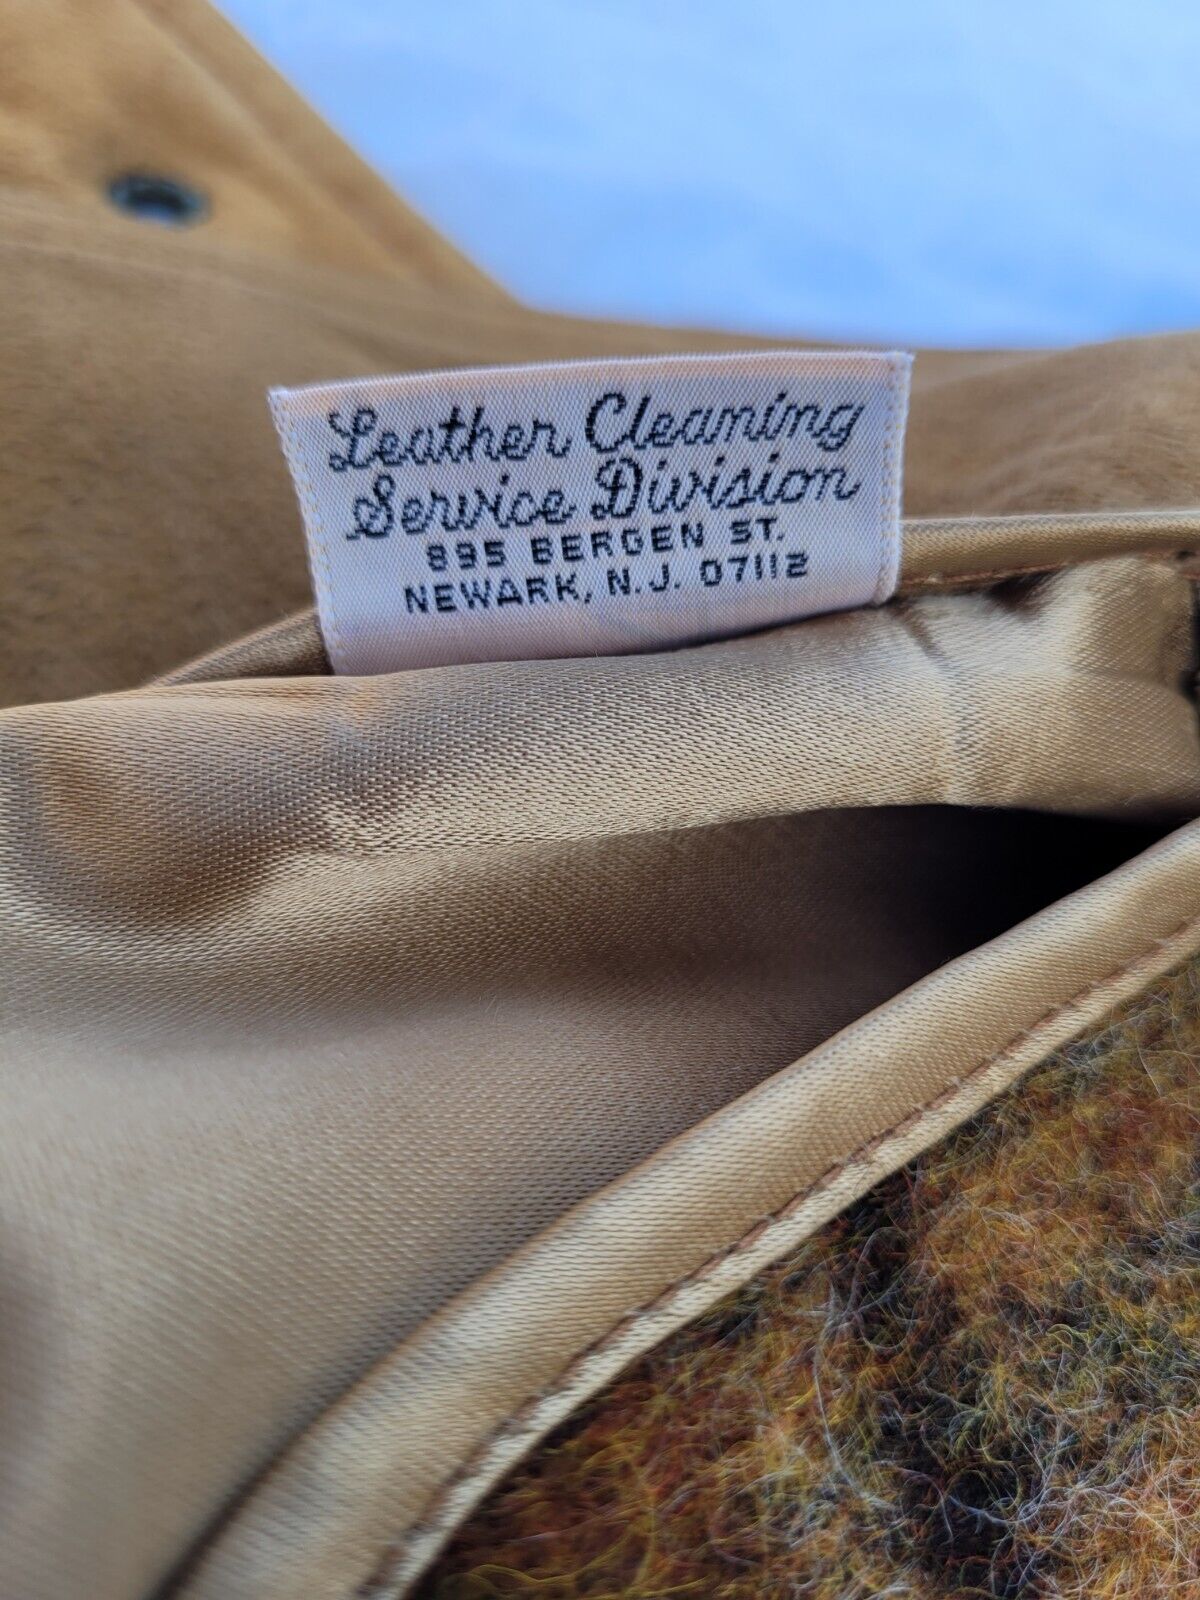 Leather Cleaning
Service Division
895 BERGEN ST.
NEWARK, N.J. 07112